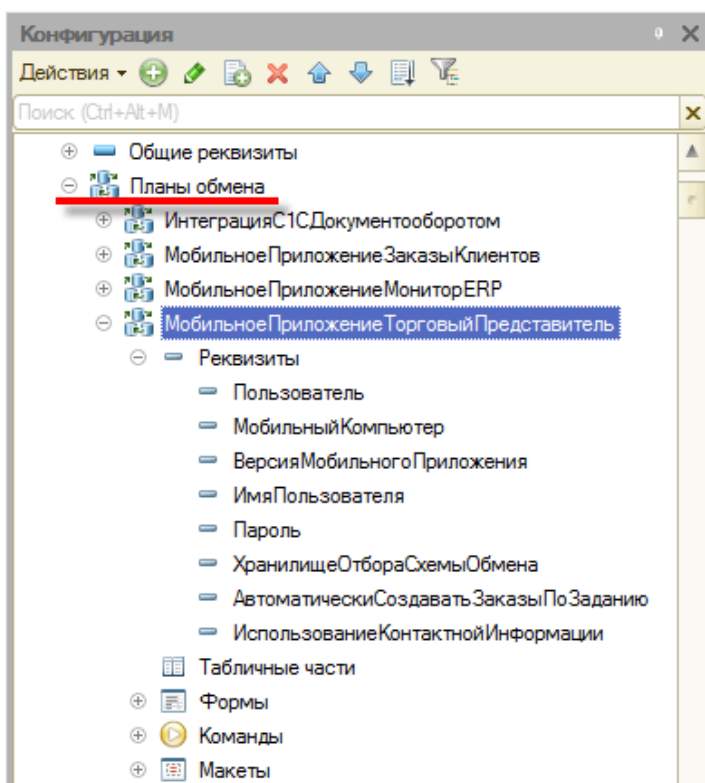 Конфигурация
Действия
Поиск (Ctrl+Alt+M)
Общие реквизиты
Планы обмена
ИнтеграцияС1СДокументооборотом
МобильноеПриложениеЗаказыКлиентов
МобильноеПриложениеМониторERP
МобильноеПриложениеТорговыйПредставитель
Реквизиты
Пользователь
МобильныйКомпьютер
ВерсияМобильногоПриложения
ИмяПользователя
Пароль
ХранилищеОтбораСхемыОбмена
АвтоматическиСоздаватьЗаказыПоЗаданию
ИспользованиеКонтактнойИнформации
Табличные части
Формы
Команды
Макеты